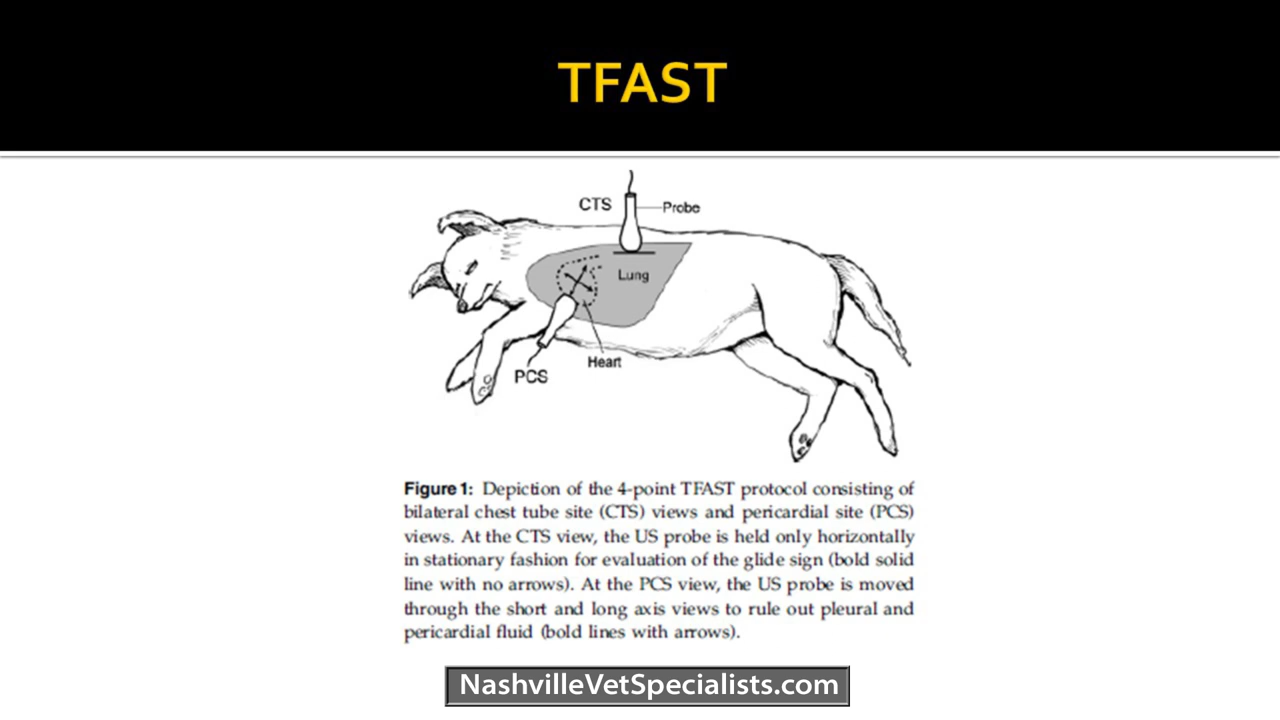 TFAST
CTS
Probe
Lung
Heart
PCS
Figure 1: Depiction of the 4-point TFAST protocol consisting of
bilateral chest tube site (CTS) views and pericardial site (PCS)
views. At the CTS view, the US probe is held only horizontally
in stationary fashion for evaluation of the glide sign (bold solid
line with no arrows). At the PCS view, the US probe is moved
through the short and long axis views to rule out pleural and
pericardial fluid (bold lines with arrows).
NashvilleVetSpecialists.com